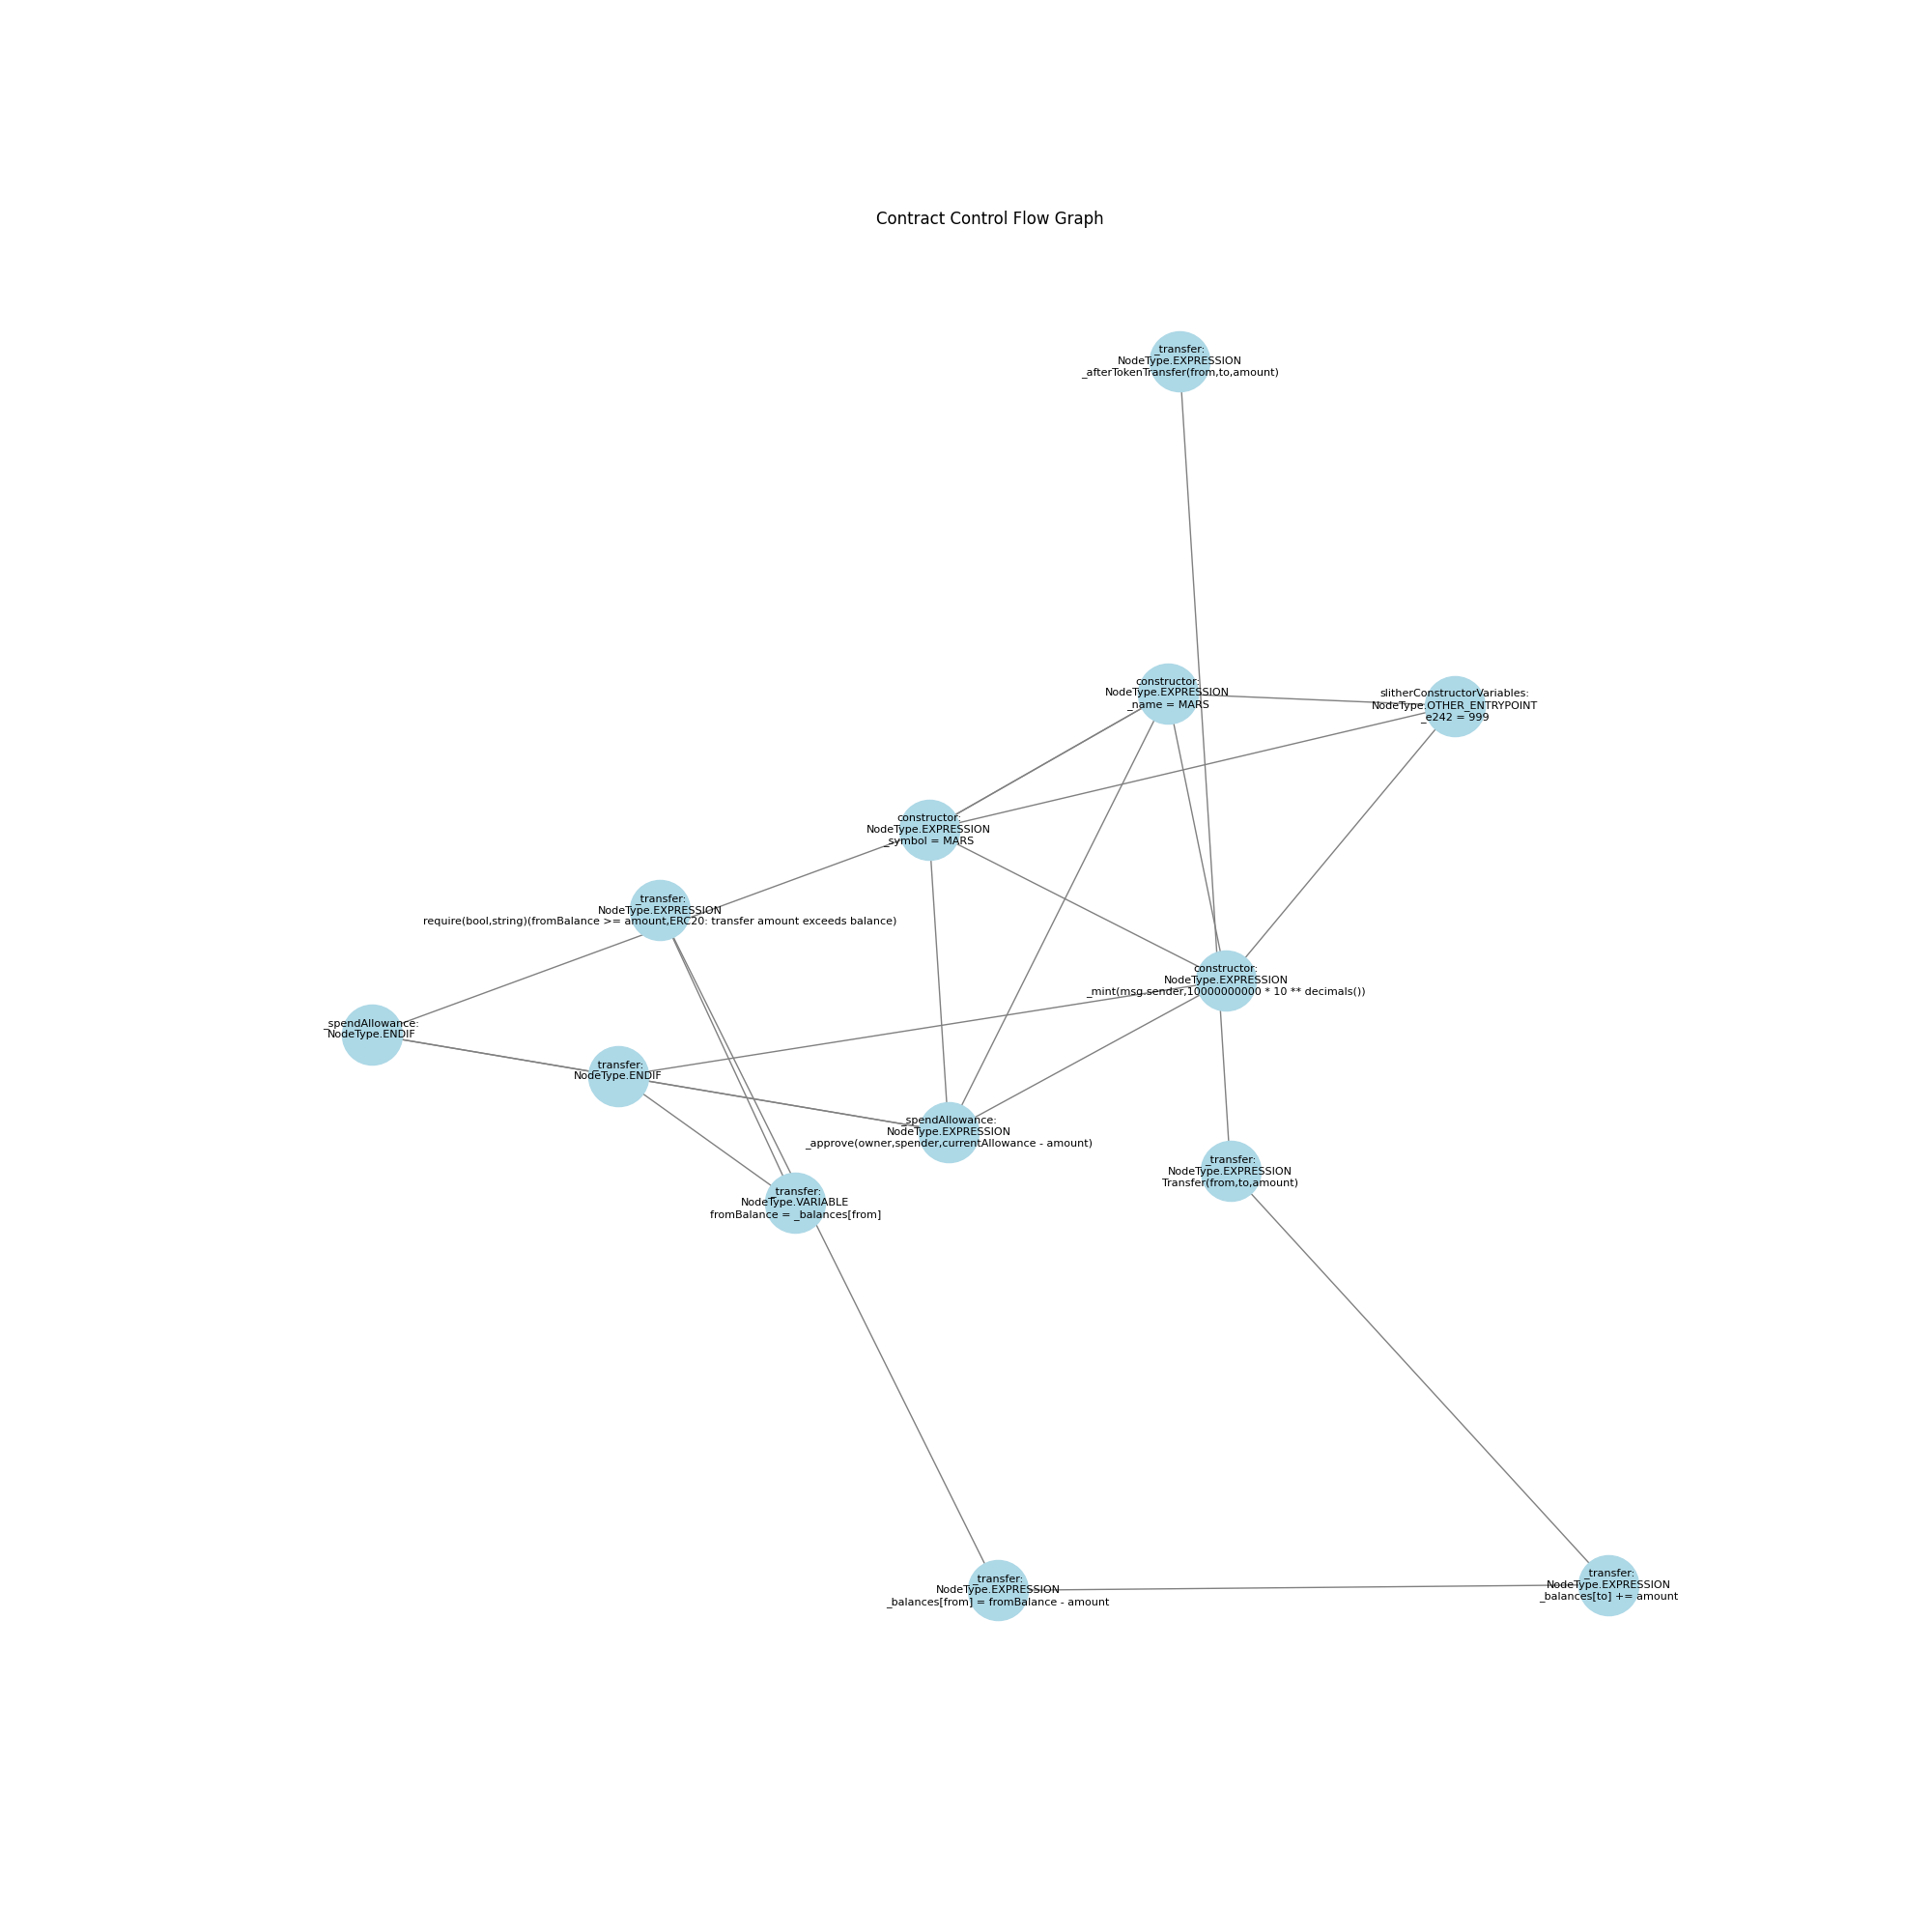 Contract Control Flow Graph
_transfer:
NodeType.EXPRESSION
_afterTokenTransfer(from,to,amount)
constructor:
NodeType.EXPRESSION
_name = MARS
slitherConstructorVariables:
NodeType.OTHER_ENTRYPOINT
_e242 = 999
constructor:
NodeType.EXPRESSION
_symbol = MARS
_transfer:
NodeType.EXPRESSION
require(bool,string)(fromBalance >= amount,ERC20: transfer amount exceeds balance)
constructor:
NodeType.EXPRESSION
_mint(msg.sender,10000000000 * 10 ** decimals())
_spendAllowance:
NodeType.ENDIF
_transfer:
NodeType.ENDIF
_spendAllowance:
NodeType.EXPRESSION
_approve(owner,spender,currentAllowance - amount)
_transfer:
NodeType.EXPRESSION
Transfer(from,to,amount)
_transfer:
NodeType.VARIABLE
fromBalance = _balances[from]
_transfer:
NodeType.EXPRESSION
_balances[from] = fromBalance - amount
_transfer:
NodeType.EXPRESSION
_balances[to] += amount